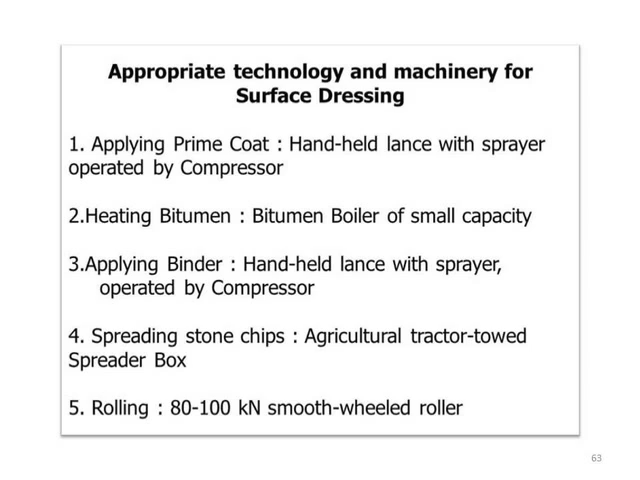 Appropriate technology and machinery for
Surface Dressing
1. Applying Prime Coat : Hand-held lance with sprayer
operated by Compressor
2.Heating Bitumen : Bitumen Boiler of small capacity
3.Applying Binder : Hand-held lance with sprayer,
operated by Compressor
4. Spreading stone chips : Agricultural tractor-towed
Spreader Box
5. Rolling : 80-100 kN smooth-wheeled roller
63